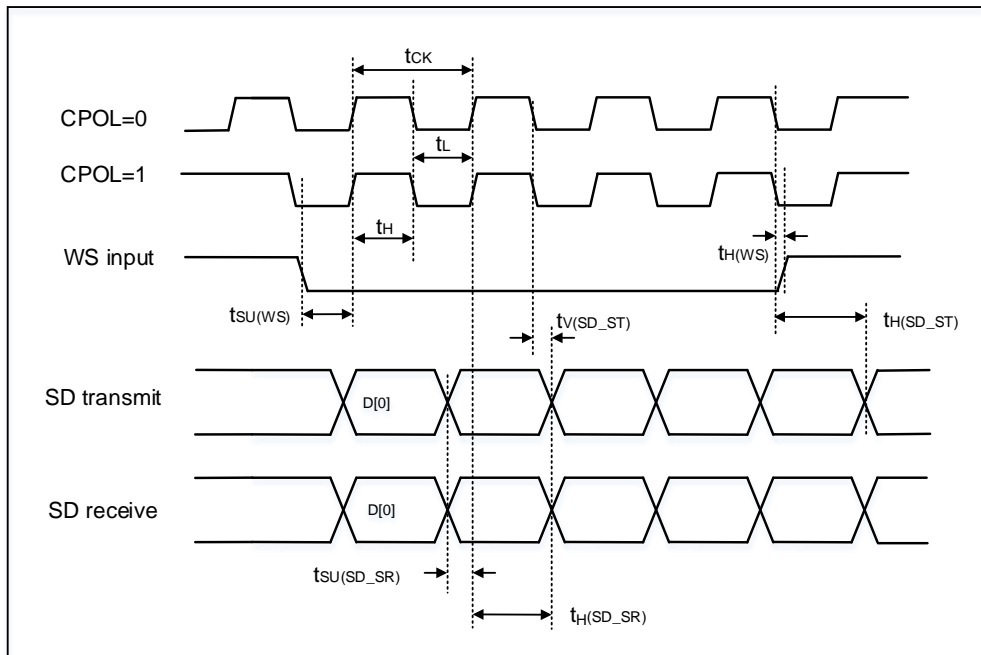 tCK
CPOL=0
tL
CPOL=1
tH
tH(WS)
WS input
tSU(WS)
tV(SD_ST)
tH(SD_ST)
SD transmit
D[0]
SD receive
D[0]
tSU(SD_SR)
tH(SD_SR)